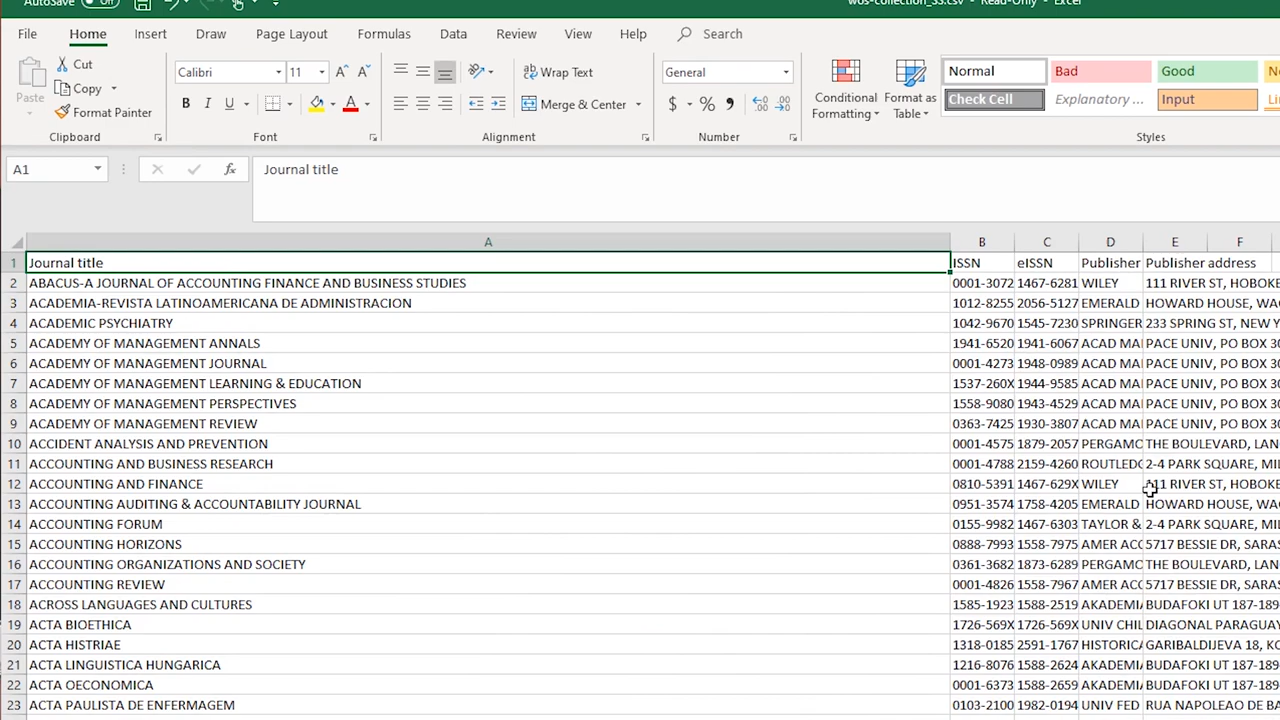 AutoSave Off wos-collection_SS.csv - Read-Only - Excel
File Home Insert Draw Page Layout Formulas Data Review View Help Search
Paste Cut Copy Format Painter Clipboard
Calibri 11 B I U A Font
Wrap Text Merge & Center Alignment
General $ % Number
Conditional Formatting Format as Table
Normal Bad Good
Check Cell Explanatory ... Input
Styles
A1 fx Journal title
A B C D E F
1 Journal title ISSN eISSN Publisher Publisher address
2 ABACUS-A JOURNAL OF ACCOUNTING FINANCE AND BUSINESS STUDIES 0001-3072 1467-6281 WILEY 111 RIVER ST, HOBOKE
3 ACADEMIA-REVISTA LATINOAMERICANA DE ADMINISTRACION 1012-8255 2056-5127 EMERALD HOWARD HOUSE, WA
4 ACADEMIC PSYCHIATRY 1042-9670 1545-7230 SPRINGER 233 SPRING ST, NEW Y
5 ACADEMY OF MANAGEMENT ANNALS 1941-6520 1941-6067 ACAD MA PACE UNIV, PO BOX 30
6 ACADEMY OF MANAGEMENT JOURNAL 0001-4273 1948-0989 ACAD MA PACE UNIV, PO BOX 30
7 ACADEMY OF MANAGEMENT LEARNING & EDUCATION 1537-260X 1944-9585 ACAD MA PACE UNIV, PO BOX 30
8 ACADEMY OF MANAGEMENT PERSPECTIVES 1558-9080 1943-4529 ACAD MA PACE UNIV, PO BOX 30
9 ACADEMY OF MANAGEMENT REVIEW 0363-7425 1930-3807 ACAD MA PACE UNIV, PO BOX 30
10 ACCIDENT ANALYSIS AND PREVENTION 0001-4575 1879-2057 PERGAMO THE BOULEVARD, LAN
11 ACCOUNTING AND BUSINESS RESEARCH 0001-4788 2159-4260 ROUTLEDG 2-4 PARK SQUARE, MI
12 ACCOUNTING AND FINANCE 0810-5391 1467-629X WILEY 111 RIVER ST, HOBOKE
13 ACCOUNTING AUDITING & ACCOUNTABILITY JOURNAL 0951-3574 1758-4205 EMERALD HOWARD HOUSE, WA
14 ACCOUNTING FORUM 0155-9982 1467-6303 TAYLOR & 2-4 PARK SQUARE, MI
15 ACCOUNTING HORIZONS 0888-7993 1558-7975 AMER ACC 5717 BESSIE DR, SARAS
16 ACCOUNTING ORGANIZATIONS AND SOCIETY 0361-3682 1873-6289 PERGAMO THE BOULEVARD, LAN
17 ACCOUNTING REVIEW 0001-4826 1558-7967 AMER ACC 5717 BESSIE DR, SARAS
18 ACROSS LANGUAGES AND CULTURES 1585-1923 1588-2519 AKADEMIA BUDAFOKI UT 187-189
19 ACTA BIOETHICA 1726-569X 1726-569X UNIV CHIL DIAGONAL PARAGUAY
20 ACTA HISTRIAE 1318-0185 2591-1767 HISTORICA GARIBALDIJEVA 18, KO
21 ACTA LINGUISTICA HUNGARICA 1216-8076 1588-2624 AKADEMIA BUDAFOKI UT 187-189
22 ACTA OECONOMICA 0001-6373 1588-2659 AKADEMIA BUDAFOKI UT 187-189
23 ACTA PAULISTA DE ENFERMAGEM 0103-2100 1982-0194 UNIV FED RUA NAPOLEAO DE BA